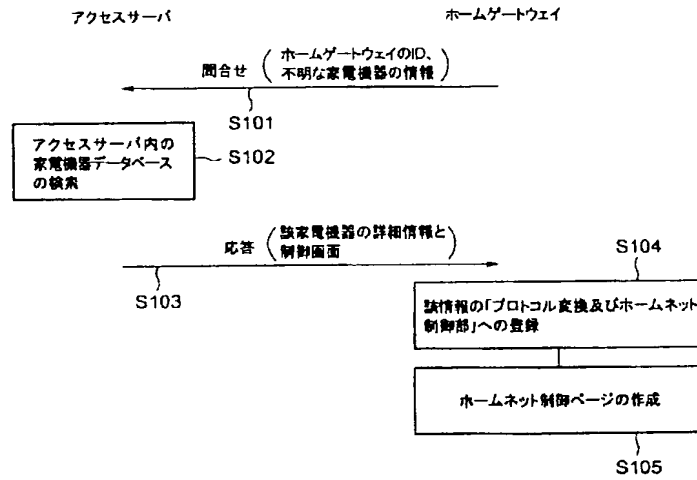 アクセスサーバ
ホームゲートウェイ
問合せ
ホームゲートウェイのID、
不明な家電機器の情報
S101
アクセスサーバ内の
家電機器データベース
の検索
S102
応答
該家電機器の詳細情報と
制御画面
S103
S104
該情報の「プロトコル変換及びホームネット
制御部」への登録
ホームネット制御ページの作成
S105